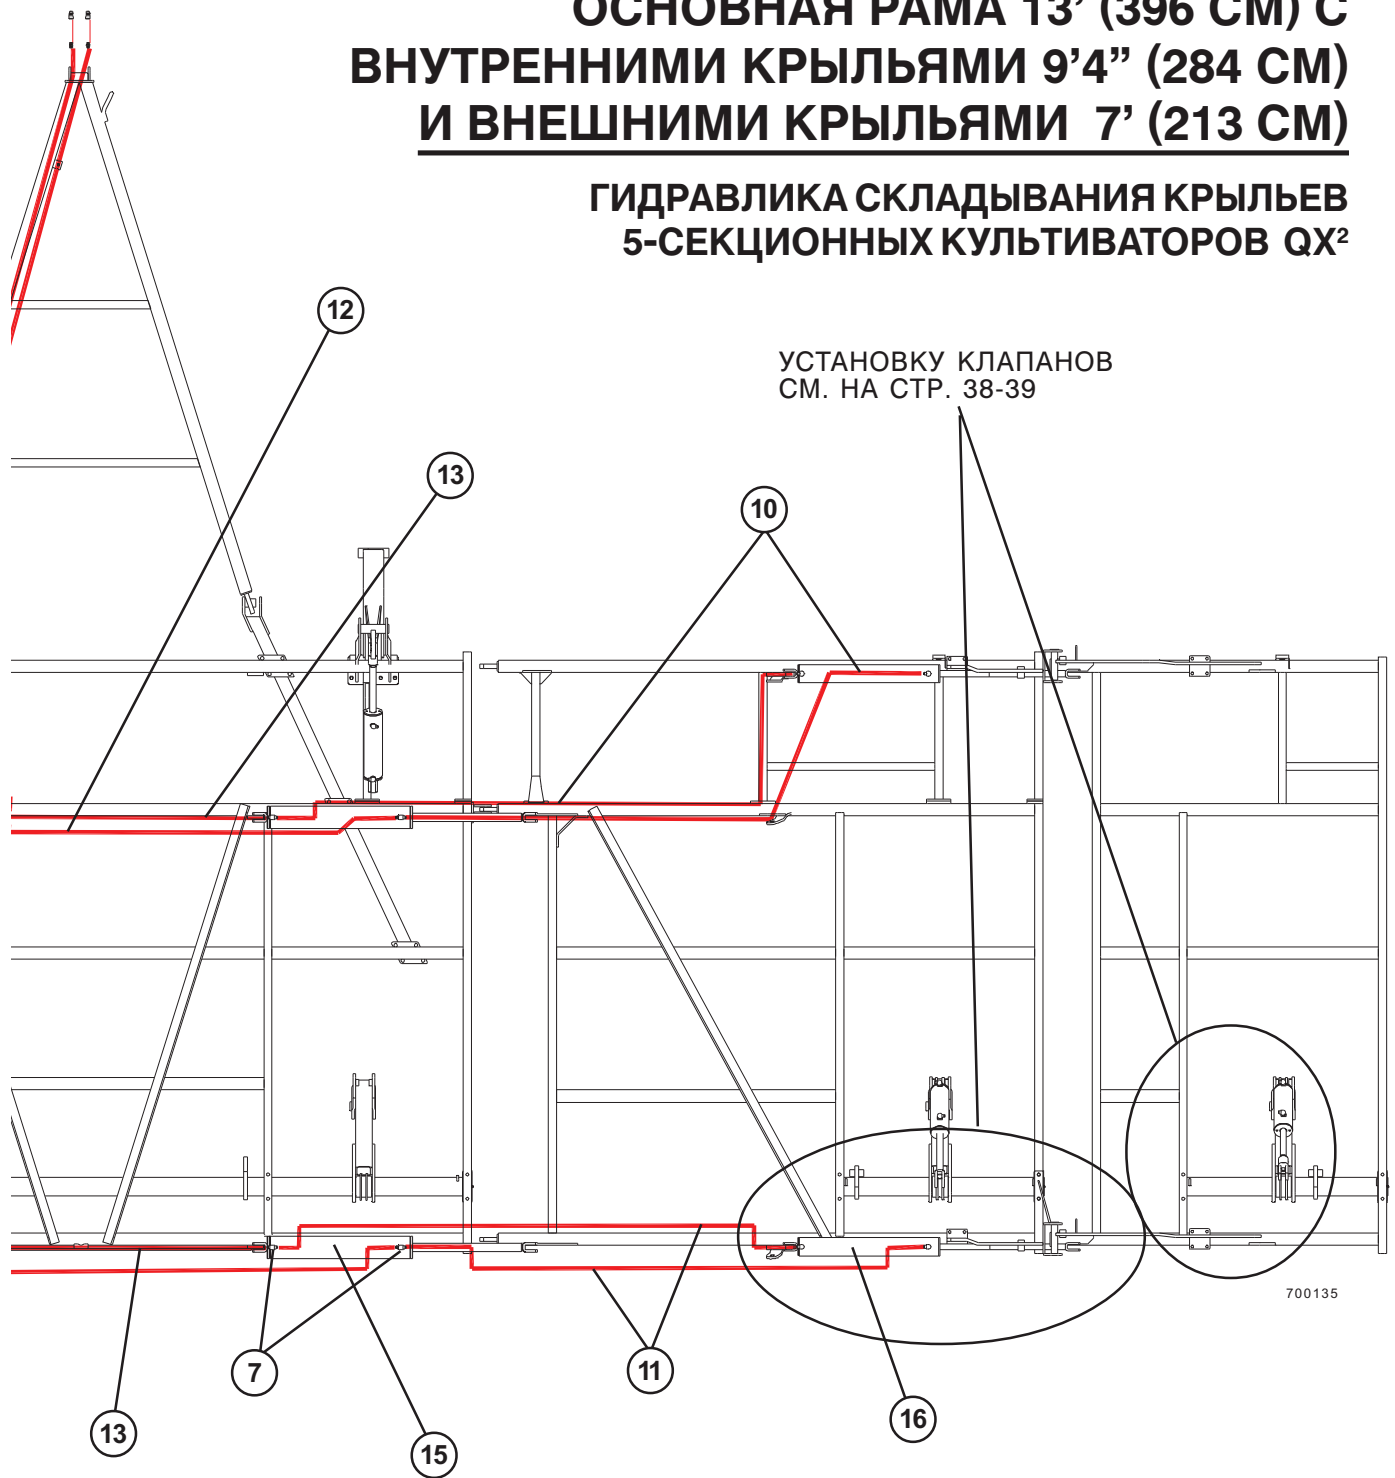 ОСНОВНАЯ РАМА 13’ (396 СМ) С
ВНУТРЕННИМИ КРЫЛЬЯМИ 9’4” (284 СМ)
И ВНЕШНИМИ КРЫЛЬЯМИ 7’ (213 СМ)
ГИДРАВЛИКА СКЛАДЫВАНИЯ КРЫЛЬЕВ
5-СЕКЦИОННЫХ КУЛЬТИВАТОРОВ QX²
12
УСТАНОВКУ КЛАПАНОВ
СМ. НА СТР. 38-39
13
10
700135
7
11
16
13
15